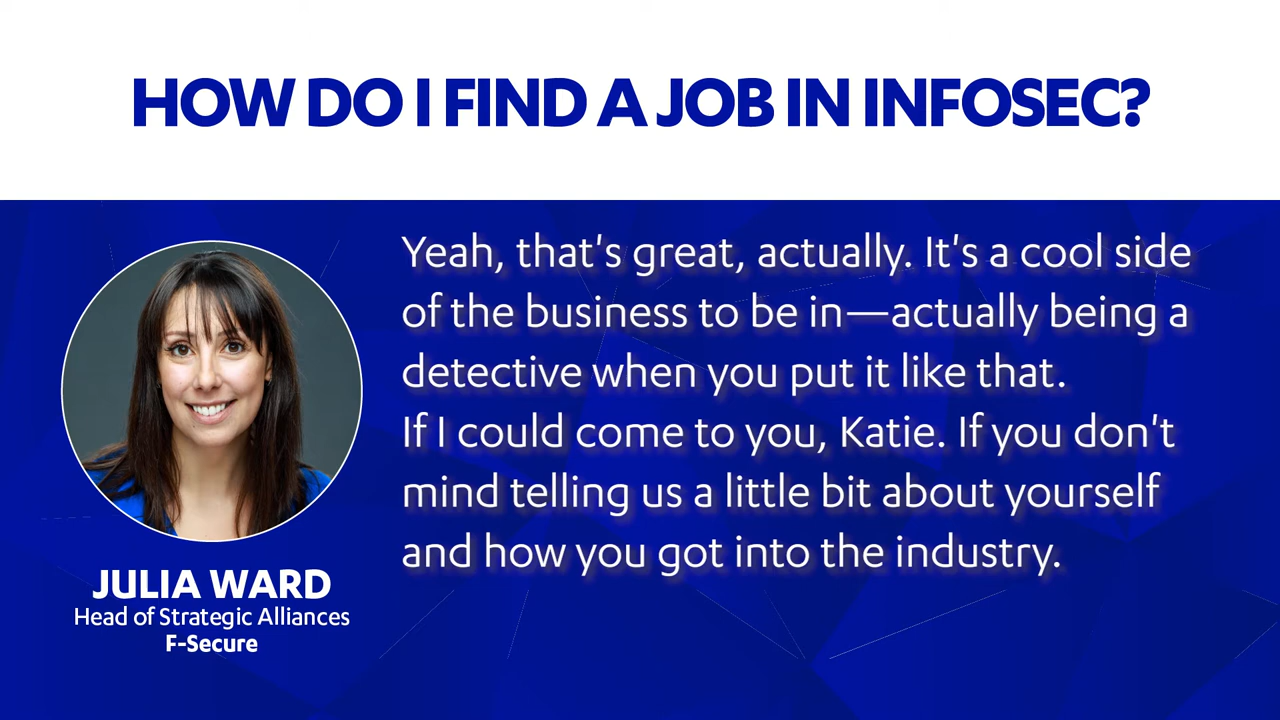 HOW DO I FIND A JOB IN INFOSEC?
Yeah, that's great, actually. It's a cool side
of the business to be in—actually being a
detective when you put it like that.
If I could come to you, Katie. If you don't
mind telling us a little bit about yourself
and how you got into the industry.
JULIA WARD
Head of Strategic Alliances
F-Secure